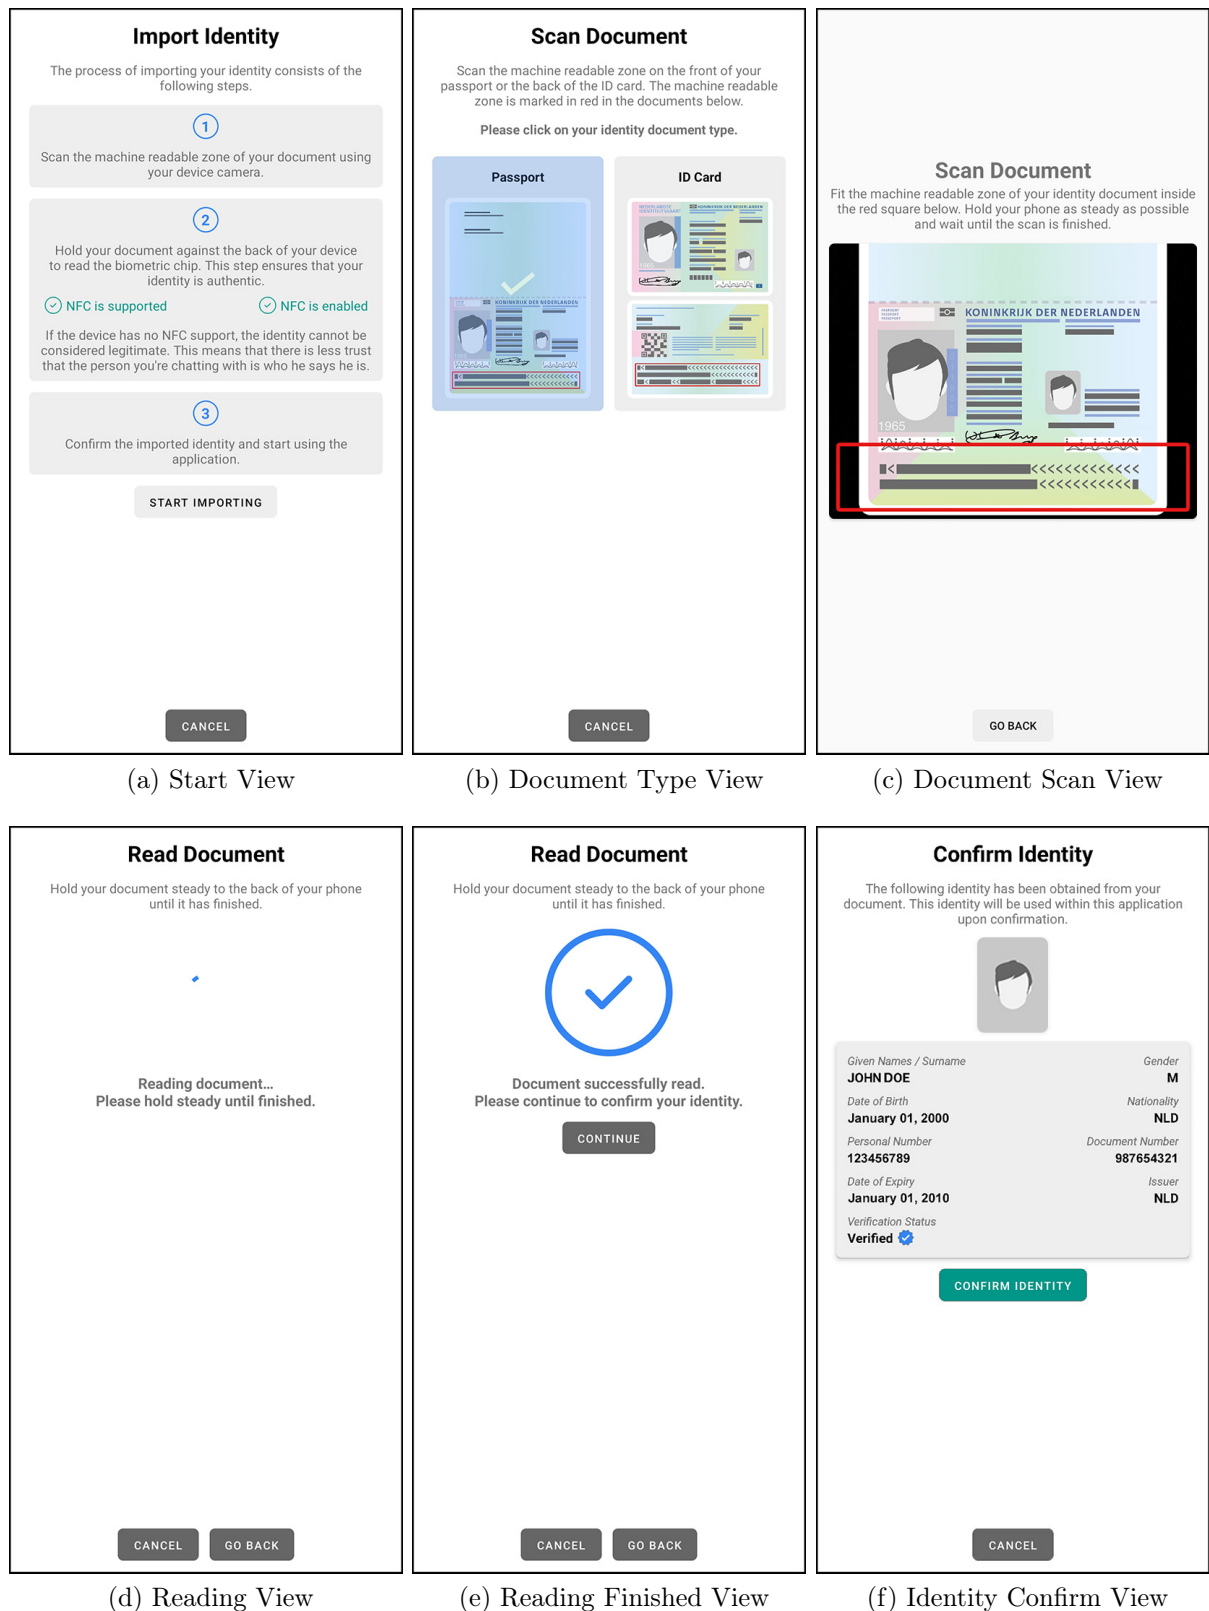 Import Identity
The process of importing your identity consists of the
following steps.
1
Scan the machine readable zone of your document using
your device camera.
2
Hold your document against the back of your device
to read the biometric chip. This step ensures that your
identity is authentic.
NFC is supported
NFC is enabled
If the device has no NFC support, the identity cannot be
considered legitimate. This means that there is less trust
that the person you're chatting with is who he says he is.
3
Confirm the imported identity and start using the
application.
START IMPORTING
CANCEL
(a) Start View
Scan Document
Scan the machine readable zone on the front of your
passport or the back of the ID card. The machine readable
zone is marked in red in the documents below.
Please click on your identity document type.
Passport
KONINKRIJK DER NEDERLANDEN
1965
ID Card
NEDERLANDSE
IDENTITEITSKAART
KONINKRIJK DER NEDERLANDEN
1965
CANCEL
(b) Document Type View
Scan Document
Fit the machine readable zone of your identity document inside
the red square below. Hold your phone as steady as possible
and wait until the scan is finished.
KONINKRIJK DER NEDERLANDEN
1965
<<<<<<<<<<<<<
<<<<<<<<<<<<
GO BACK
(c) Document Scan View
Read Document
Hold your document steady to the back of your phone
until it has finished.
Reading document...
Please hold steady until finished.
CANCEL
GO BACK
(d) Reading View
Read Document
Hold your document steady to the back of your phone
until it has finished.
Document successfully read.
Please continue to confirm your identity.
CONTINUE
CANCEL
GO BACK
(e) Reading Finished View
Confirm Identity
The following identity has been obtained from your
document. This identity will be used within this application
upon confirmation.
Given Names / Surname
Gender
JOHN DOE
M
Date of Birth
Nationality
January 01, 2000
NLD
Personal Number
Document Number
123456789
987654321
Date of Expiry
Issuer
January 01, 2010
NLD
Verification Status
Verified
CONFIRM IDENTITY
CANCEL
(f) Identity Confirm View